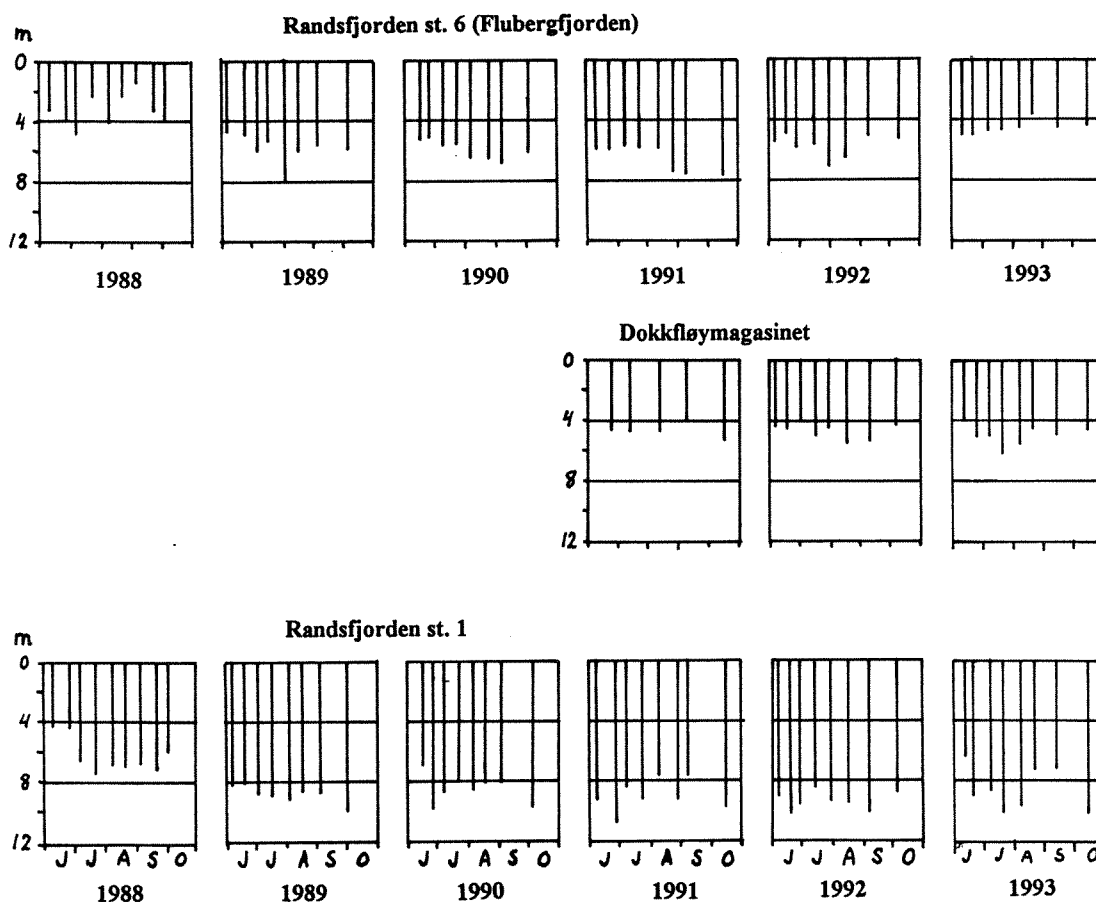 Randsfjorden st. 6 (Flubergfjorden)
m
0
4
8
12
1988 1989 1990 1991 1992 1993
Dokkfløymagasinet
0
4
8
12
Randsfjorden st. 1
m
0
4
8
12
J J A S O J J A S O J J A S O J J A S O J J A S O J J A S O
1988 1989 1990 1991 1992 1993